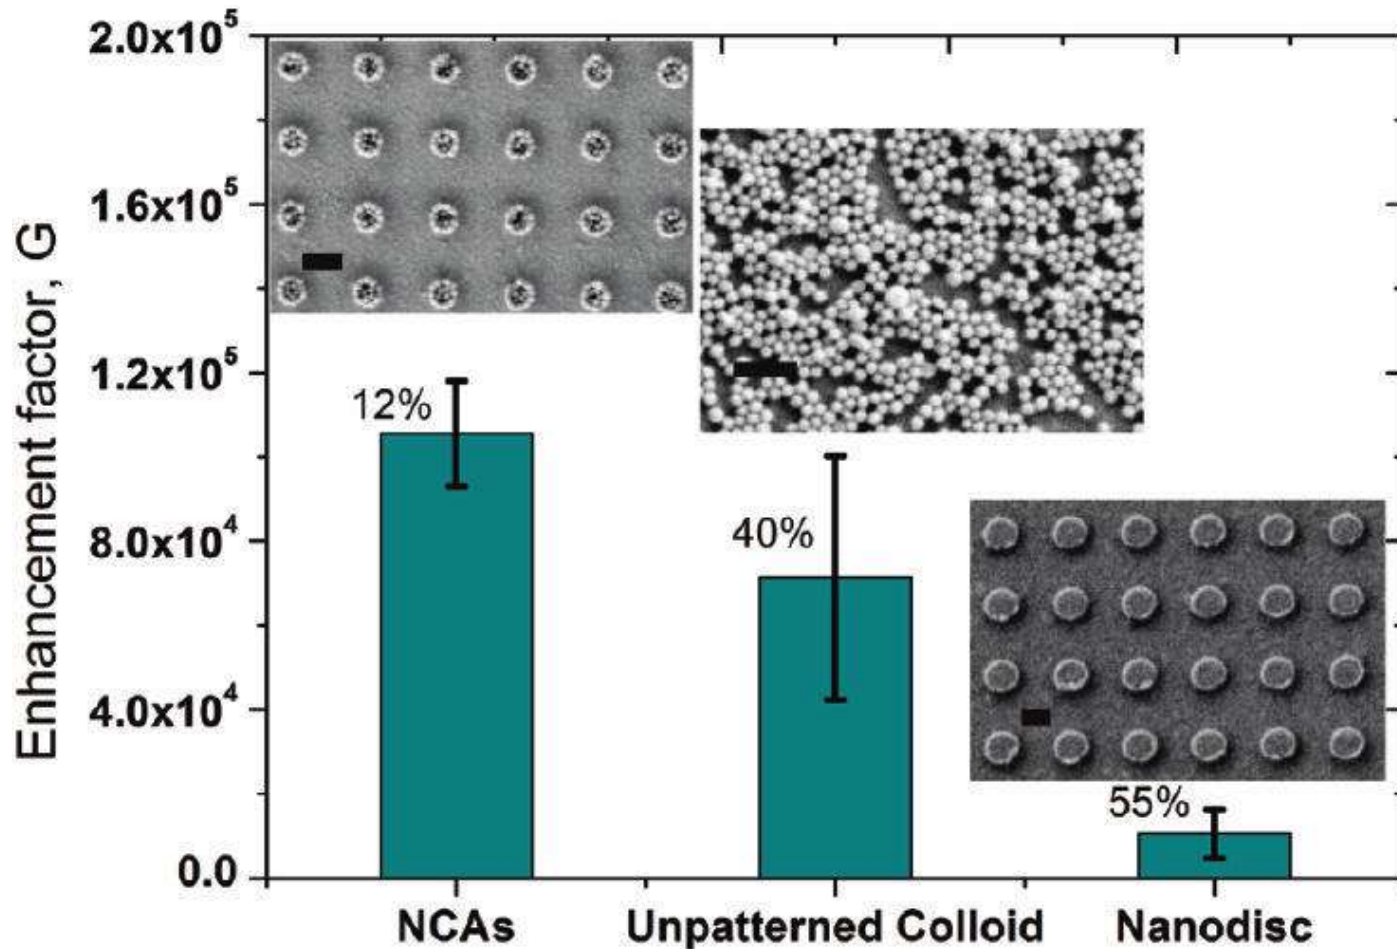 Enhancement factor, G
2.0x10⁵
1.6x10⁵
1.2x10⁵
8.0x10⁴
4.0x10⁴
0.0
12%
40%
55%
NCAs
Unpatterned Colloid
Nanodisc